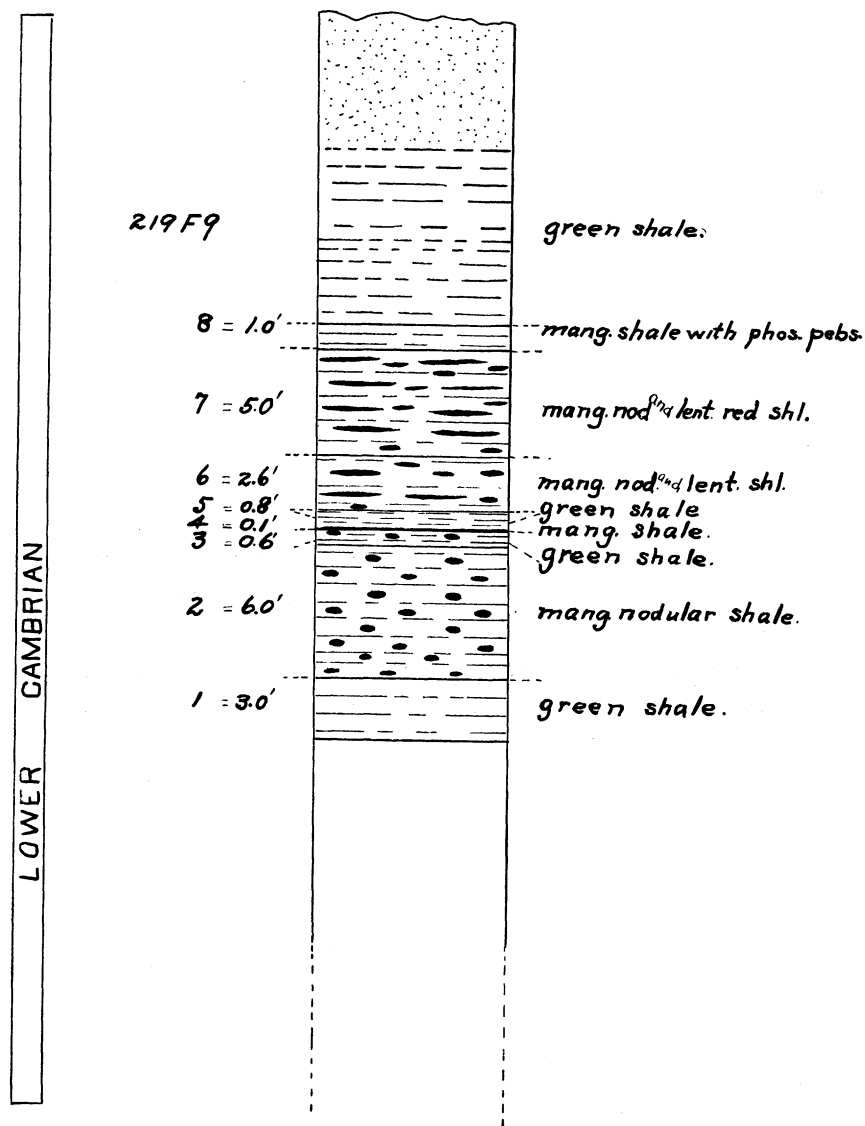 LOWER CAMBRIAN
219F9 green shale.
8 = 1.0' mang. shale with phos. pebs.
7 = 5.0' mang. nod. and lent. red shl.
6 = 2.6' mang. nod. and lent. shl.
5 = 0.8' green shale
4 = 0.1' mang. shale.
3 = 0.6' green shale.
2 = 6.0' mang. nodular shale.
1 = 3.0' green shale.